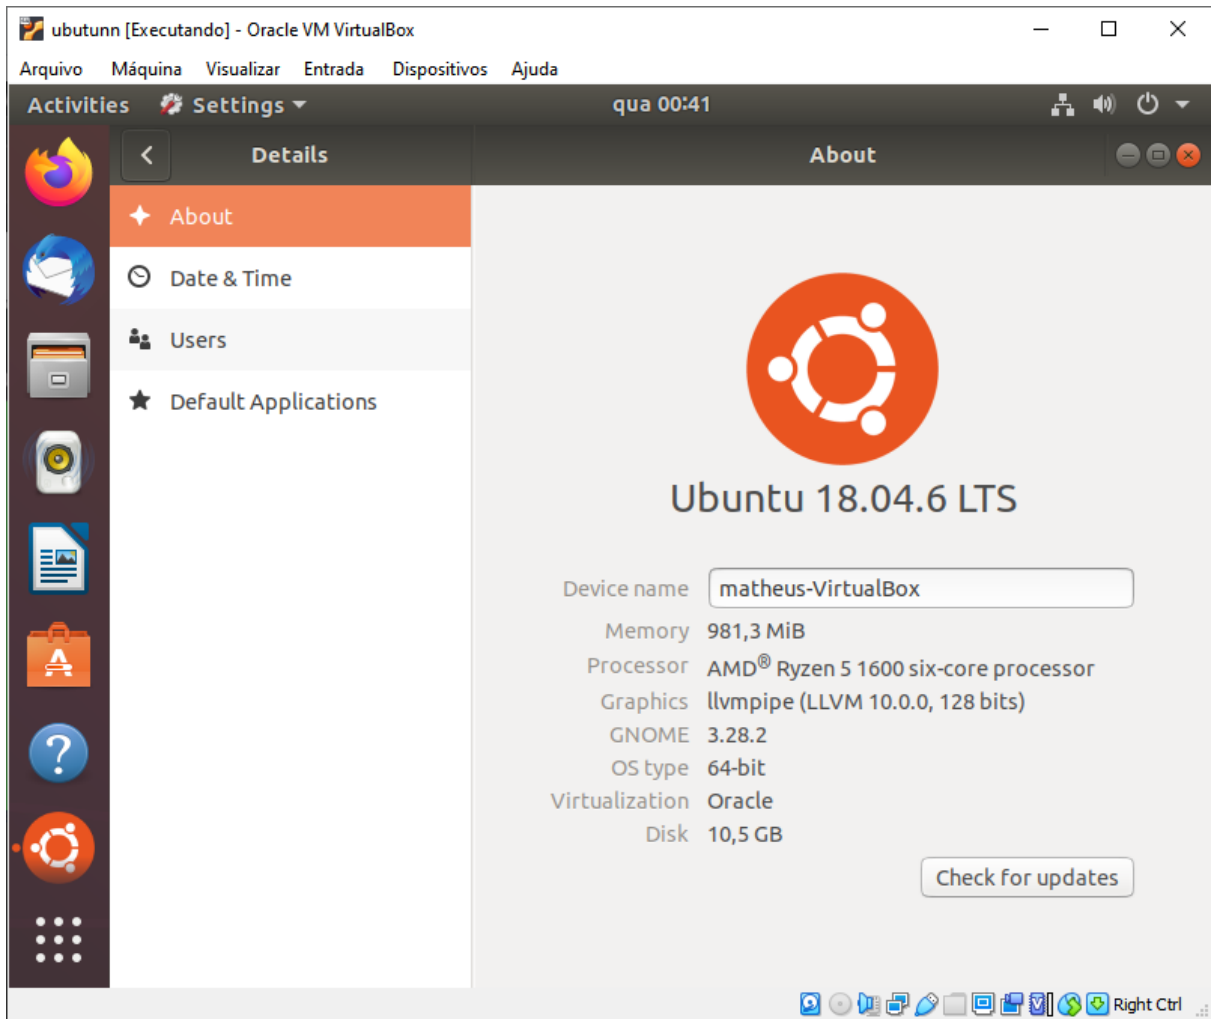 ubutunn [Executando] - Oracle VM VirtualBox
Arquivo Máquina Visualizar Entrada Dispositivos Ajuda
Activities Settings qua 00:41
Details About
About
Date & Time
Users
Default Applications
Ubuntu 18.04.6 LTS
Device name matheus-VirtualBox
Memory 981,3 MiB
Processor AMD® Ryzen 5 1600 six-core processor
Graphics llvmpipe (LLVM 10.0.0, 128 bits)
GNOME 3.28.2
OS type 64-bit
Virtualization Oracle
Disk 10,5 GB
Check for updates
Right Ctrl